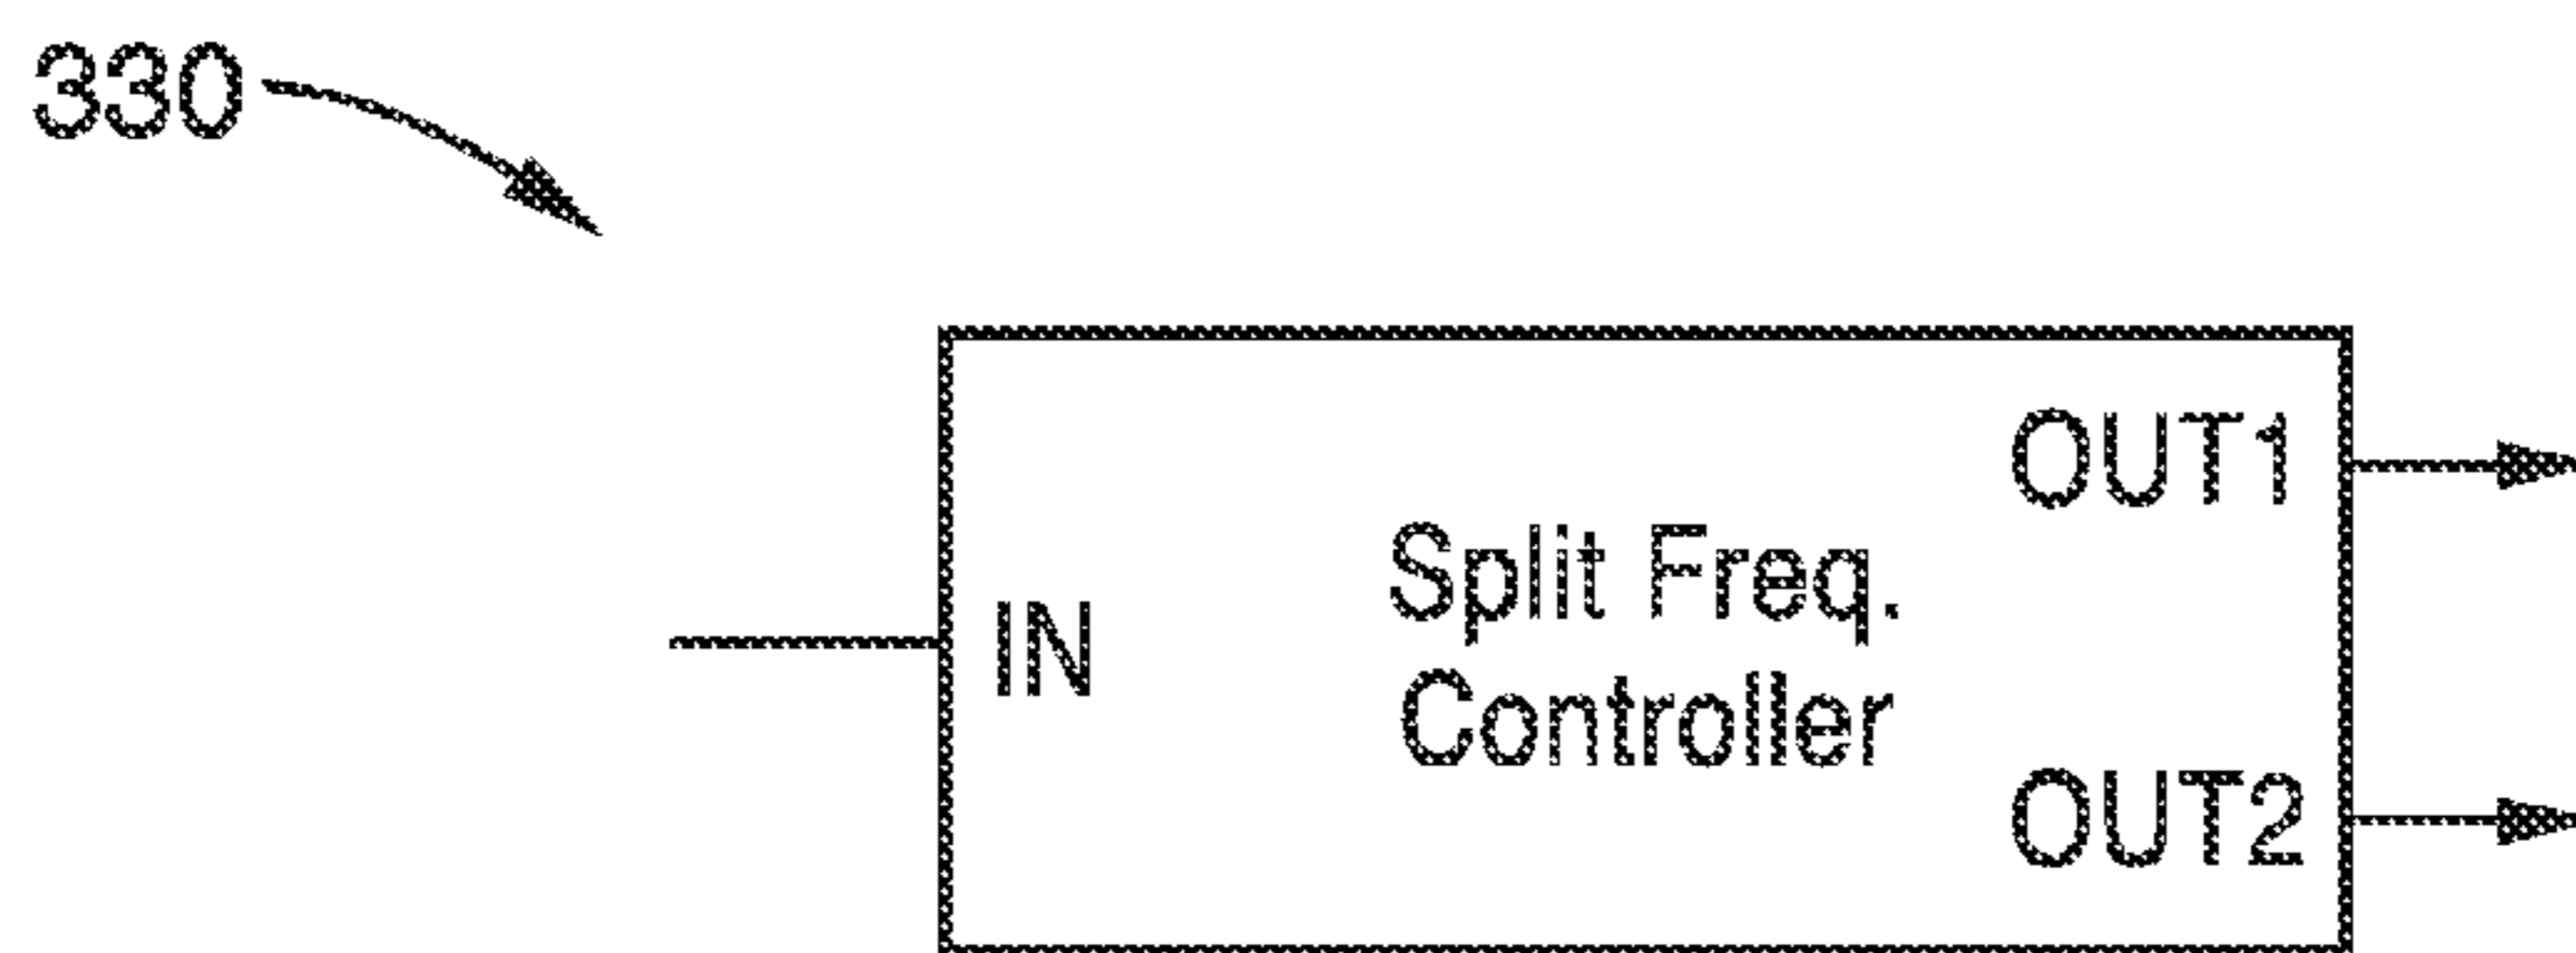 330
OUT1
Split Freq.
IN
Controller
OUT2